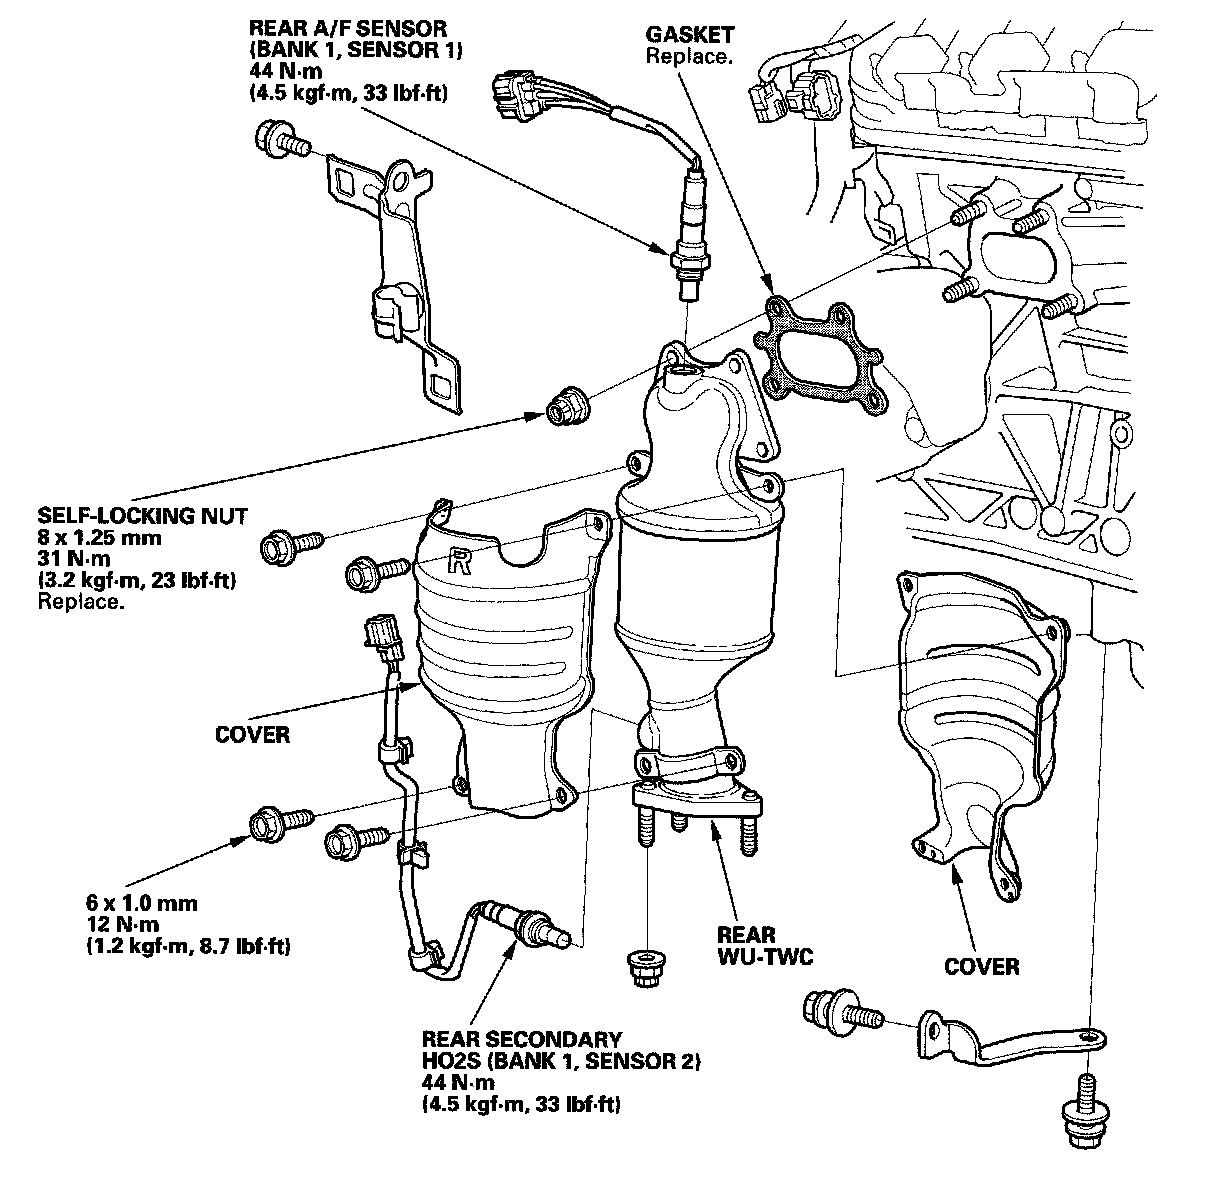 REAR A/F SENSOR
(BANK 1, SENSOR 1)
44 N·m
(4.5 kgf·m, 33 lbf·ft)
GASKET
Replace.
SELF-LOCKING NUT
8 x 1.25 mm
31 N·m
(3.2 kgf·m, 23 lbf·ft)
Replace.
R
COVER
6 x 1.0 mm
12 N·m
(1.2 kgf·m, 8.7 lbf·ft)
REAR
WU-TWC
COVER
REAR SECONDARY
HO2S (BANK 1, SENSOR 2)
44 N·m
(4.5 kgf·m, 33 lbf·ft)